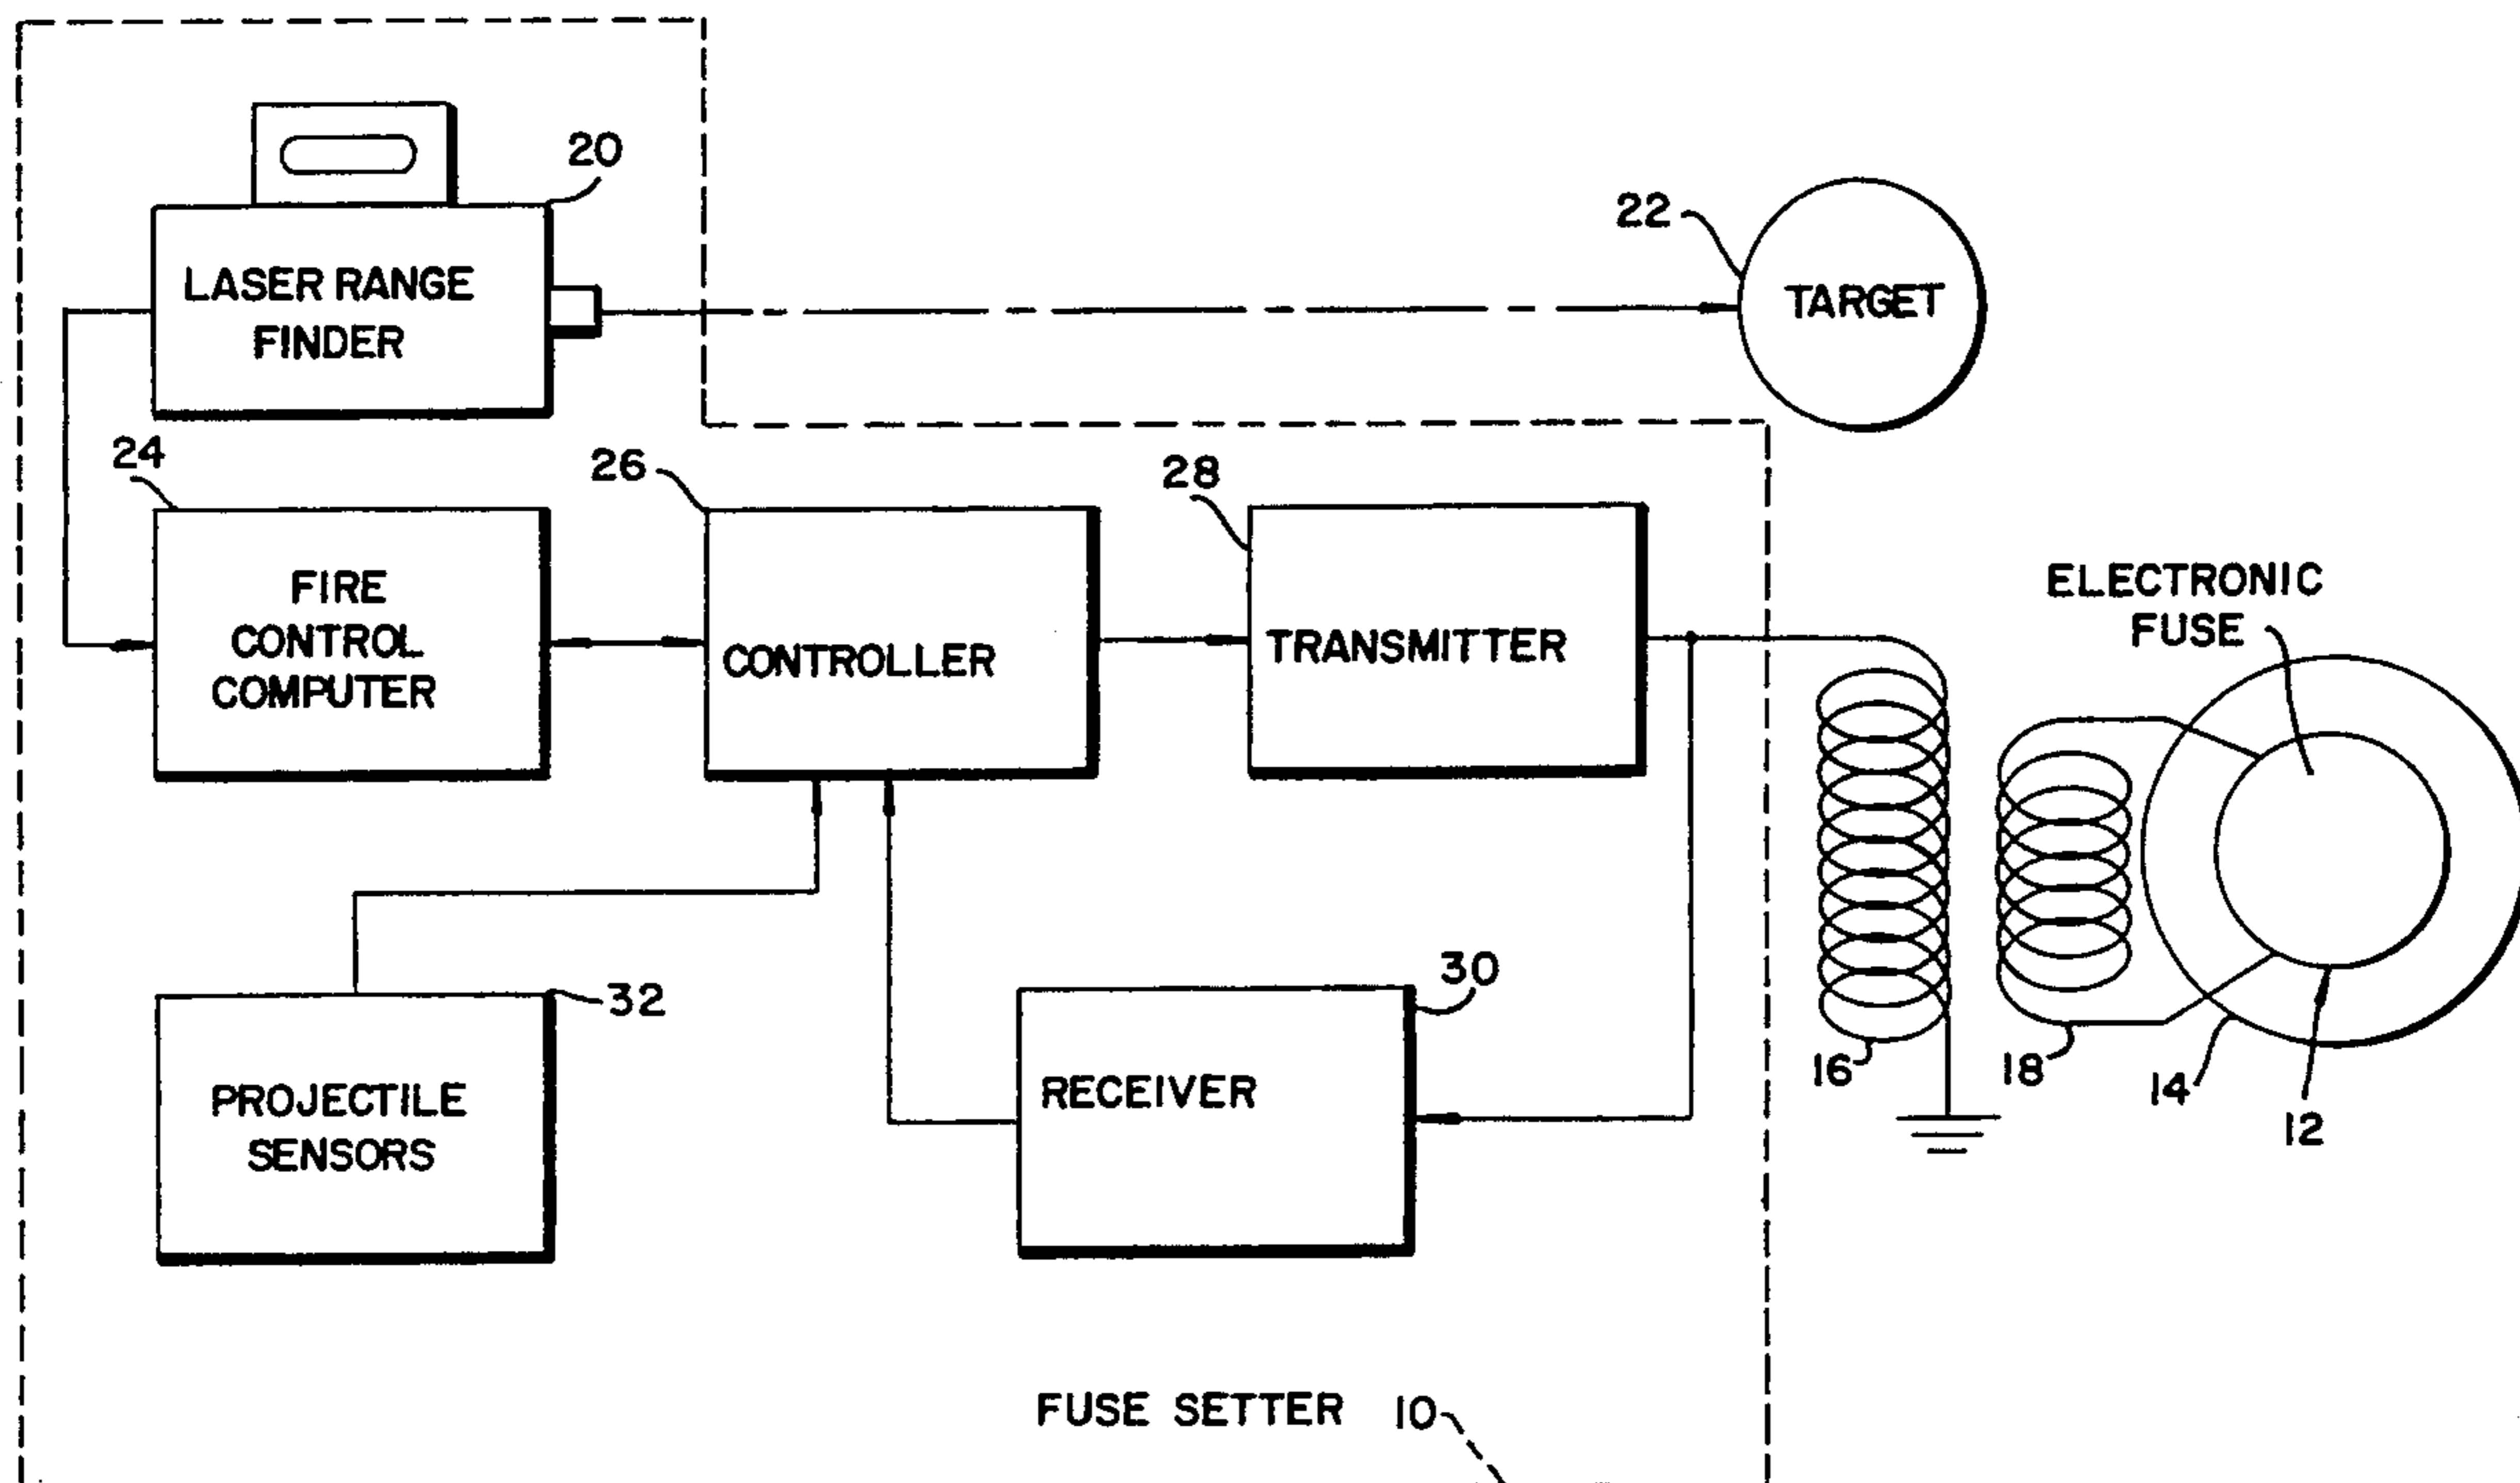 20
LASER RANGE
FINDER
22
TARGET
24
26
28
FIRE
CONTROL
COMPUTER
CONTROLLER
TRANSMITTER
ELECTRONIC
FUSE
32
30
PROJECTILE
SENSORS
RECEIVER
16
18
14
12
FUSE SETTER 10